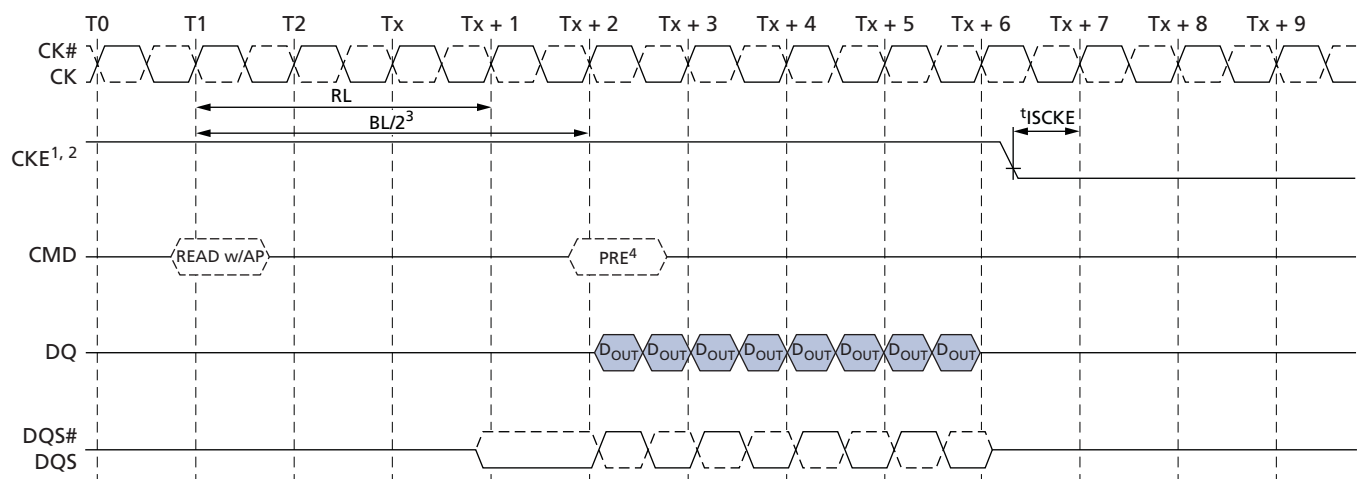 T0 T1 T2 Tx Tx + 1 Tx + 2 Tx + 3 Tx + 4 Tx + 5 Tx + 6 Tx + 7 Tx + 8 Tx + 9
CK#
CK
RL
BL/2³
tISCKE
CKE1, 2
CMD
READ w/AP
PRE⁴
DQ
DOUT DOUT DOUT DOUT DOUT DOUT DOUT DOUT
DQS#
DQS